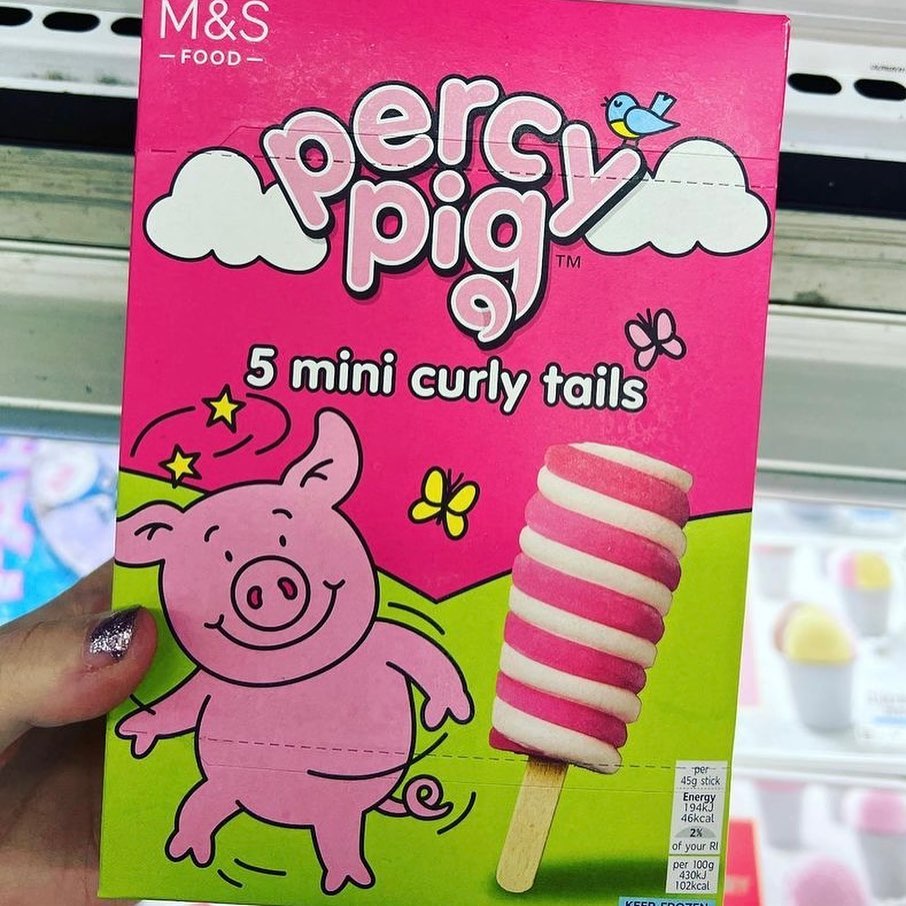 M&S
— FOOD —
percy
pig
TM
5 mini curly tails
per
45g stick
Energy
194kJ
46kcal
2%
of your RI
per 100g
430kJ
102kcal
KEEP FROZEN